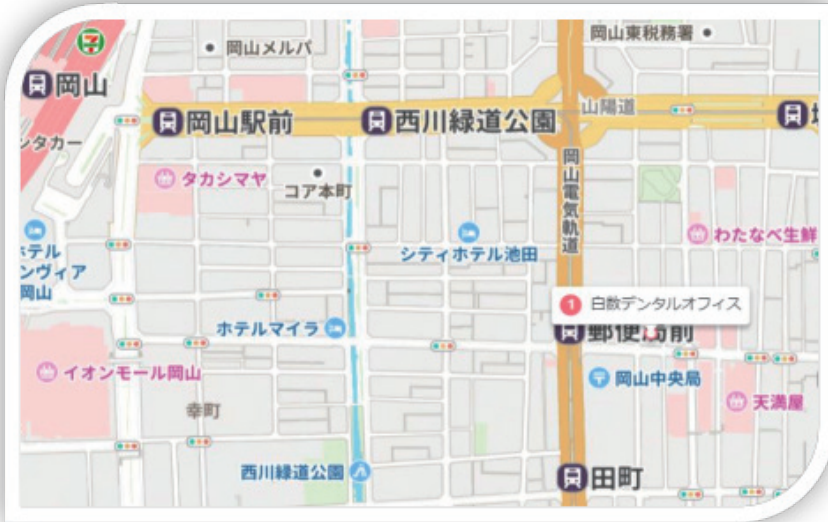 岡山メルパ
岡山東税務署
岡山
岡山駅前
西川緑道公園
山陽道
ンタカー
タカシマヤ
コア本町
岡山電気軌道
わたなべ生鮮
シティホテル池田
ホテル
ンヴィア
岡山
1 白数デンタルオフィス
ホテルマイラ
郵便局前
イオンモール岡山
岡山中央局
天満屋
幸町
西川緑道公園
田町